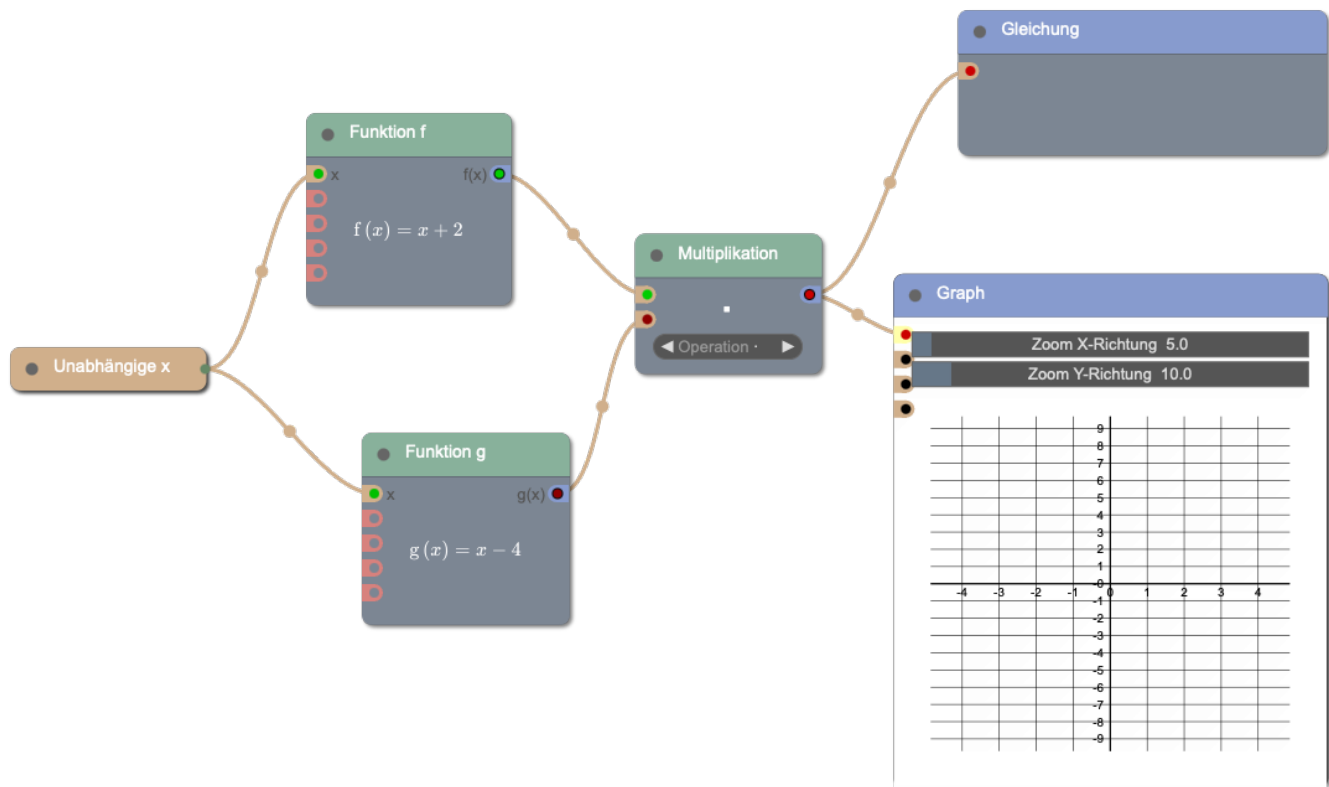 Gleichung
Funktion f
x f(x)
f (x) = x + 2
Multiplikation
·
◀ Operation · ▶
Graph
Zoom X-Richtung 5.0
Zoom Y-Richtung 10.0
Unabhängige x
Funktion g
x g(x)
g (x) = x − 4
9
8
7
6
5
4
3
2
1
-0
-4 -3 -2 -1 0 1 2 3 4
-1
-2
-3
-4
-5
-6
-7
-8
-9